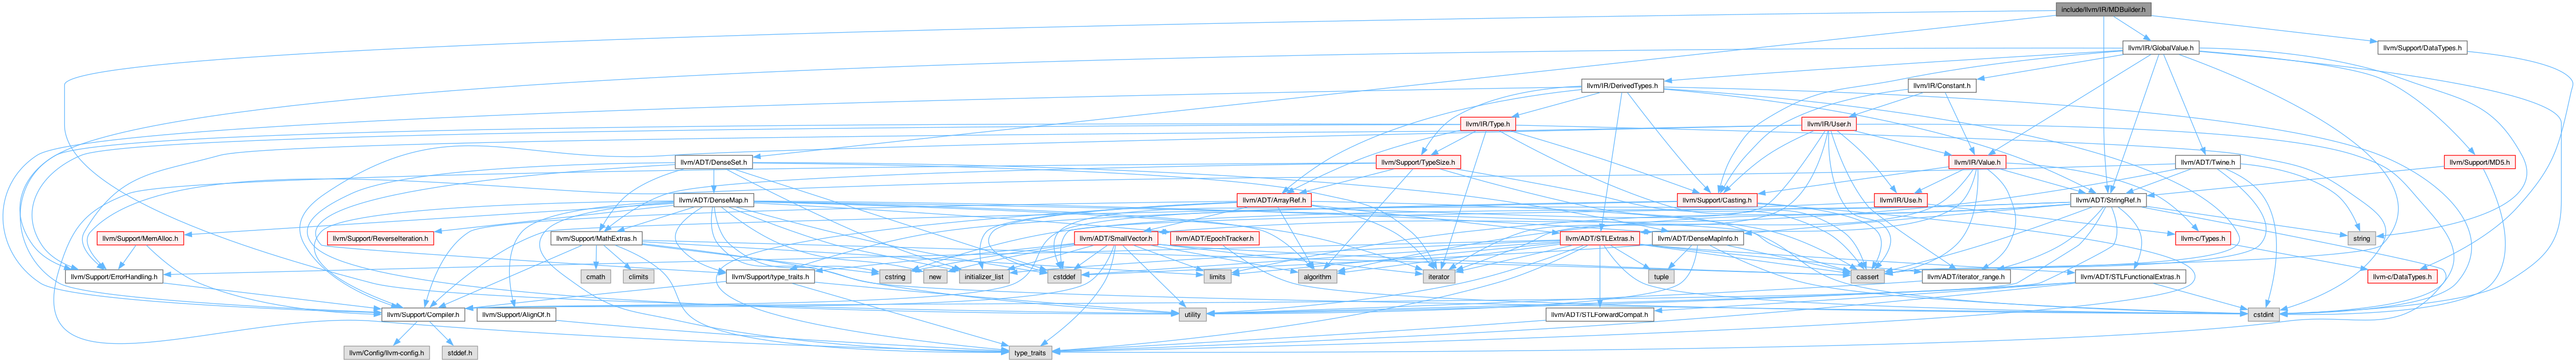 include/llvm/IR/MDBuilder.h
llvm/IR/GlobalValue.h
llvm/Support/DataTypes.h
llvm/IR/DerivedTypes.h
llvm/IR/Constant.h
llvm/IR/Type.h
llvm/IR/User.h
llvm/ADT/DenseSet.h
llvm/Support/TypeSize.h
llvm/IR/Value.h
llvm/ADT/Twine.h
llvm/Support/MD5.h
llvm/ADT/DenseMap.h
llvm/ADT/ArrayRef.h
llvm/Support/Casting.h
llvm/IR/Use.h
llvm/ADT/StringRef.h
llvm/Support/MemAlloc.h
llvm/Support/ReverseIteration.h
llvm/Support/MathExtras.h
llvm/ADT/SmallVector.h
llvm/ADT/EpochTracker.h
llvm/ADT/STLExtras.h
llvm/ADT/DenseMapInfo.h
llvm-c/Types.h
string
llvm/Support/ErrorHandling.h
cmath
climits
llvm/Support/type_traits.h
cstring
new
initializer_list
cstddef
limits
algorithm
iterator
tuple
cassert
llvm/ADT/iterator_range.h
llvm/ADT/STLFunctionalExtras.h
llvm-c/DataTypes.h
llvm/Support/Compiler.h
llvm/Support/AlignOf.h
utility
llvm/ADT/STLForwardCompat.h
cstdint
llvm/Config/llvm-config.h
stddef.h
type_traits